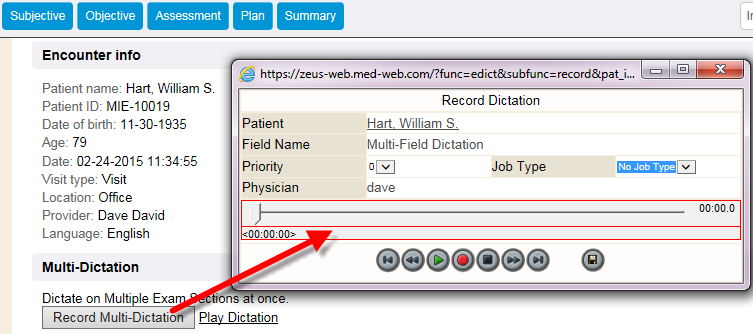 Subjective Objective Assessment Plan Summary In
Encounter info
Patient name: Hart, William S.
Patient ID: MIE-10019
Date of birth: 11-30-1935
Age: 79
Date: 02-24-2015 11:34:55
Visit type: Visit
Location: Office
Provider: Dave David
Language: English
Multi-Dictation
Dictate on Multiple Exam Sections at once.
Record Multi-Dictation Play Dictation
https://zeus-web.med-web.com/?func=edict&subfunc=record&pat_i...
Record Dictation
Patient Hart, William S.
Field Name Multi-Field Dictation
Priority 0 Job Type No Job Type
Physician dave
00:00.0
<00:00:00>